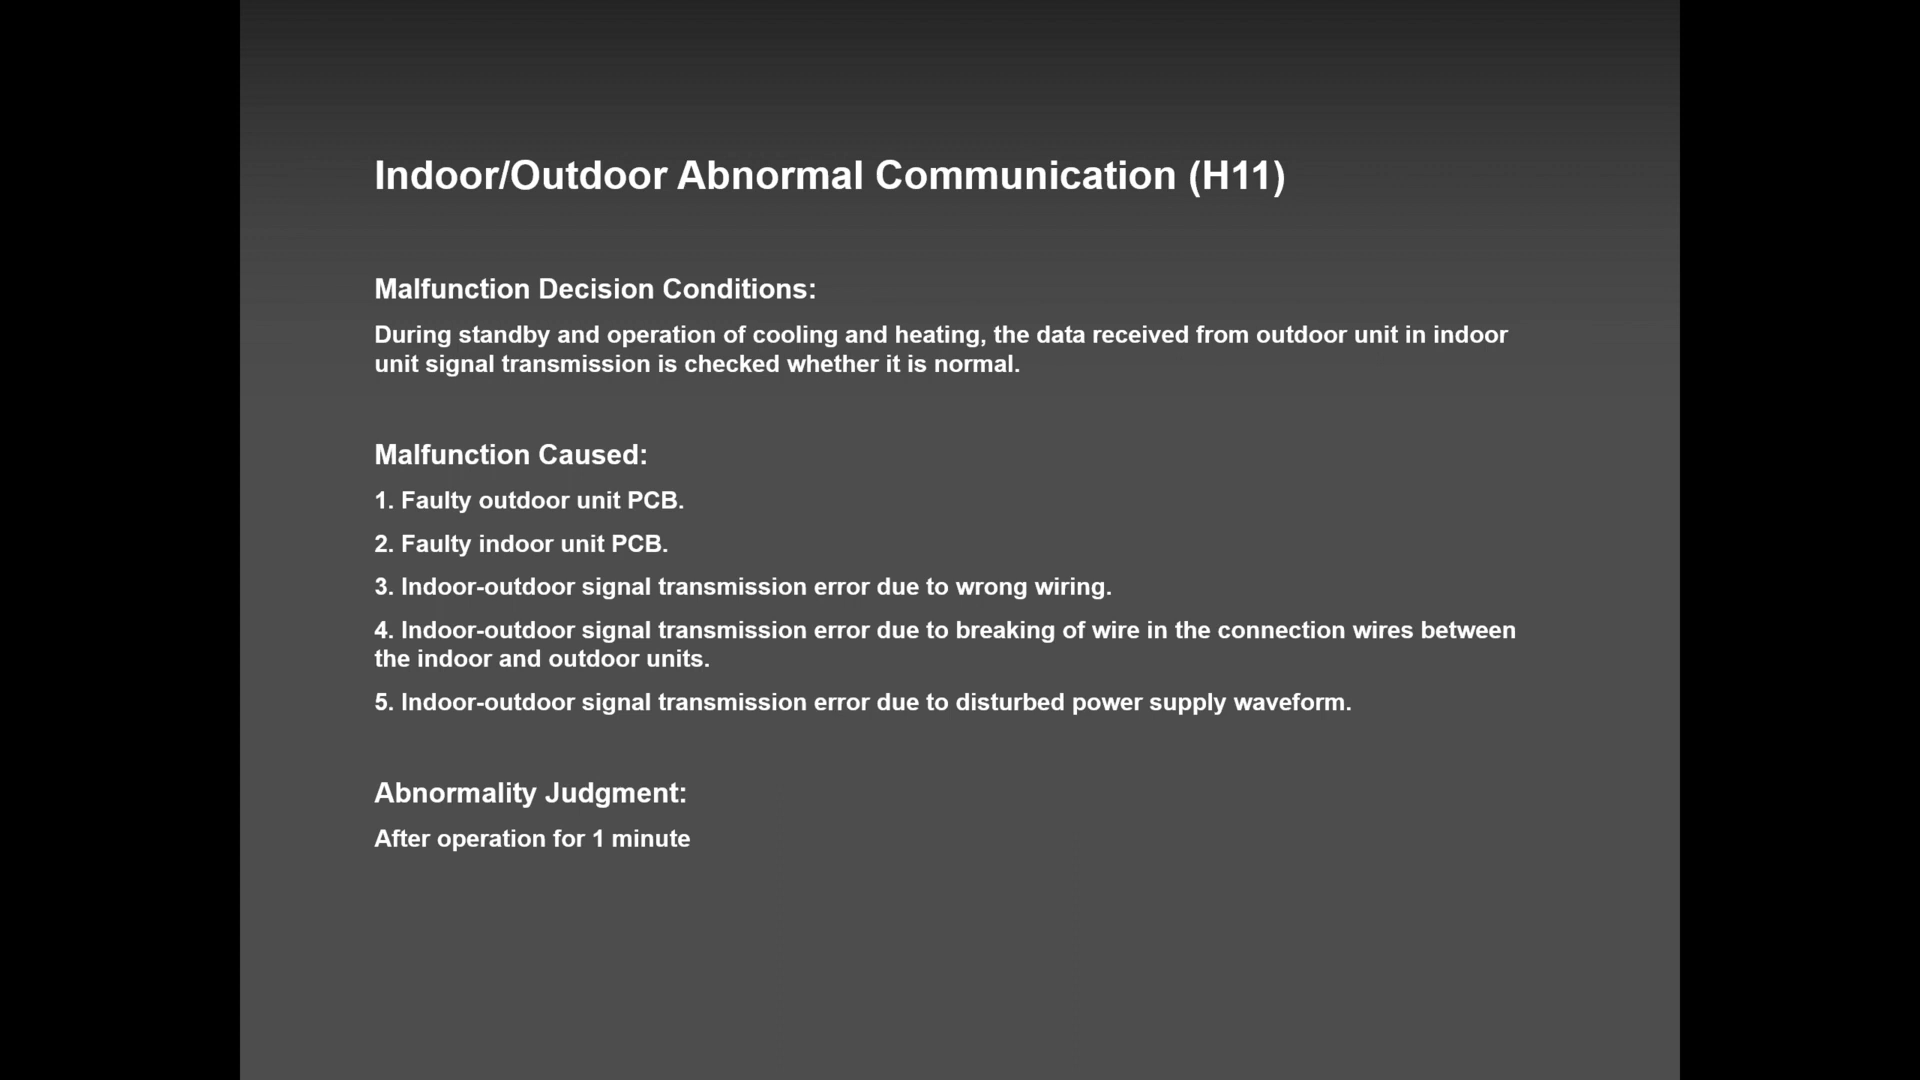 Indoor/Outdoor Abnormal Communication (H11)
Malfunction Decision Conditions:
During standby and operation of cooling and heating, the data received from outdoor unit in indoor
unit signal transmission is checked whether it is normal.
Malfunction Caused:
1. Faulty outdoor unit PCB.
2. Faulty indoor unit PCB.
3. Indoor-outdoor signal transmission error due to wrong wiring.
4. Indoor-outdoor signal transmission error due to breaking of wire in the connection wires between
the indoor and outdoor units.
5. Indoor-outdoor signal transmission error due to disturbed power supply waveform.
Abnormality Judgment:
After operation for 1 minute